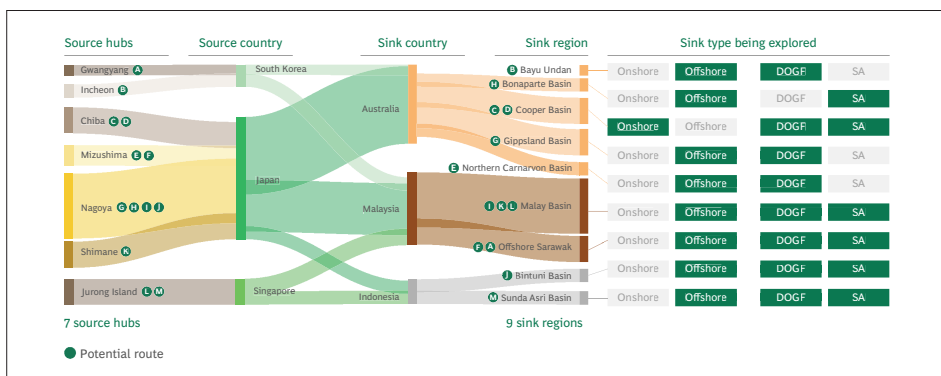 Source hubs Source country Sink country Sink region Sink type being explored
Gwangyang A South Korea B Bayu Undan Onshore Offshore DOGF SA
Incheon B H Bonaparte Basin Onshore Offshore DOGF SA
Chiba C D Australia C D Cooper Basin Onshore Offshore DOGF SA
Mizushima E F G Gippsland Basin Onshore Offshore DOGF SA
Japan E Northern Carnarvon Basin Onshore Offshore DOGF SA
Nagoya G H I J Malaysia I K L Malay Basin Onshore Offshore DOGF SA
Shimane K F A Offshore Sarawak Onshore Offshore DOGF SA
J Bintuni Basin Onshore Offshore DOGF SA
Jurong Island L M Singapore Indonesia M Sunda Asri Basin Onshore Offshore DOGF SA
7 source hubs 9 sink regions
Potential route